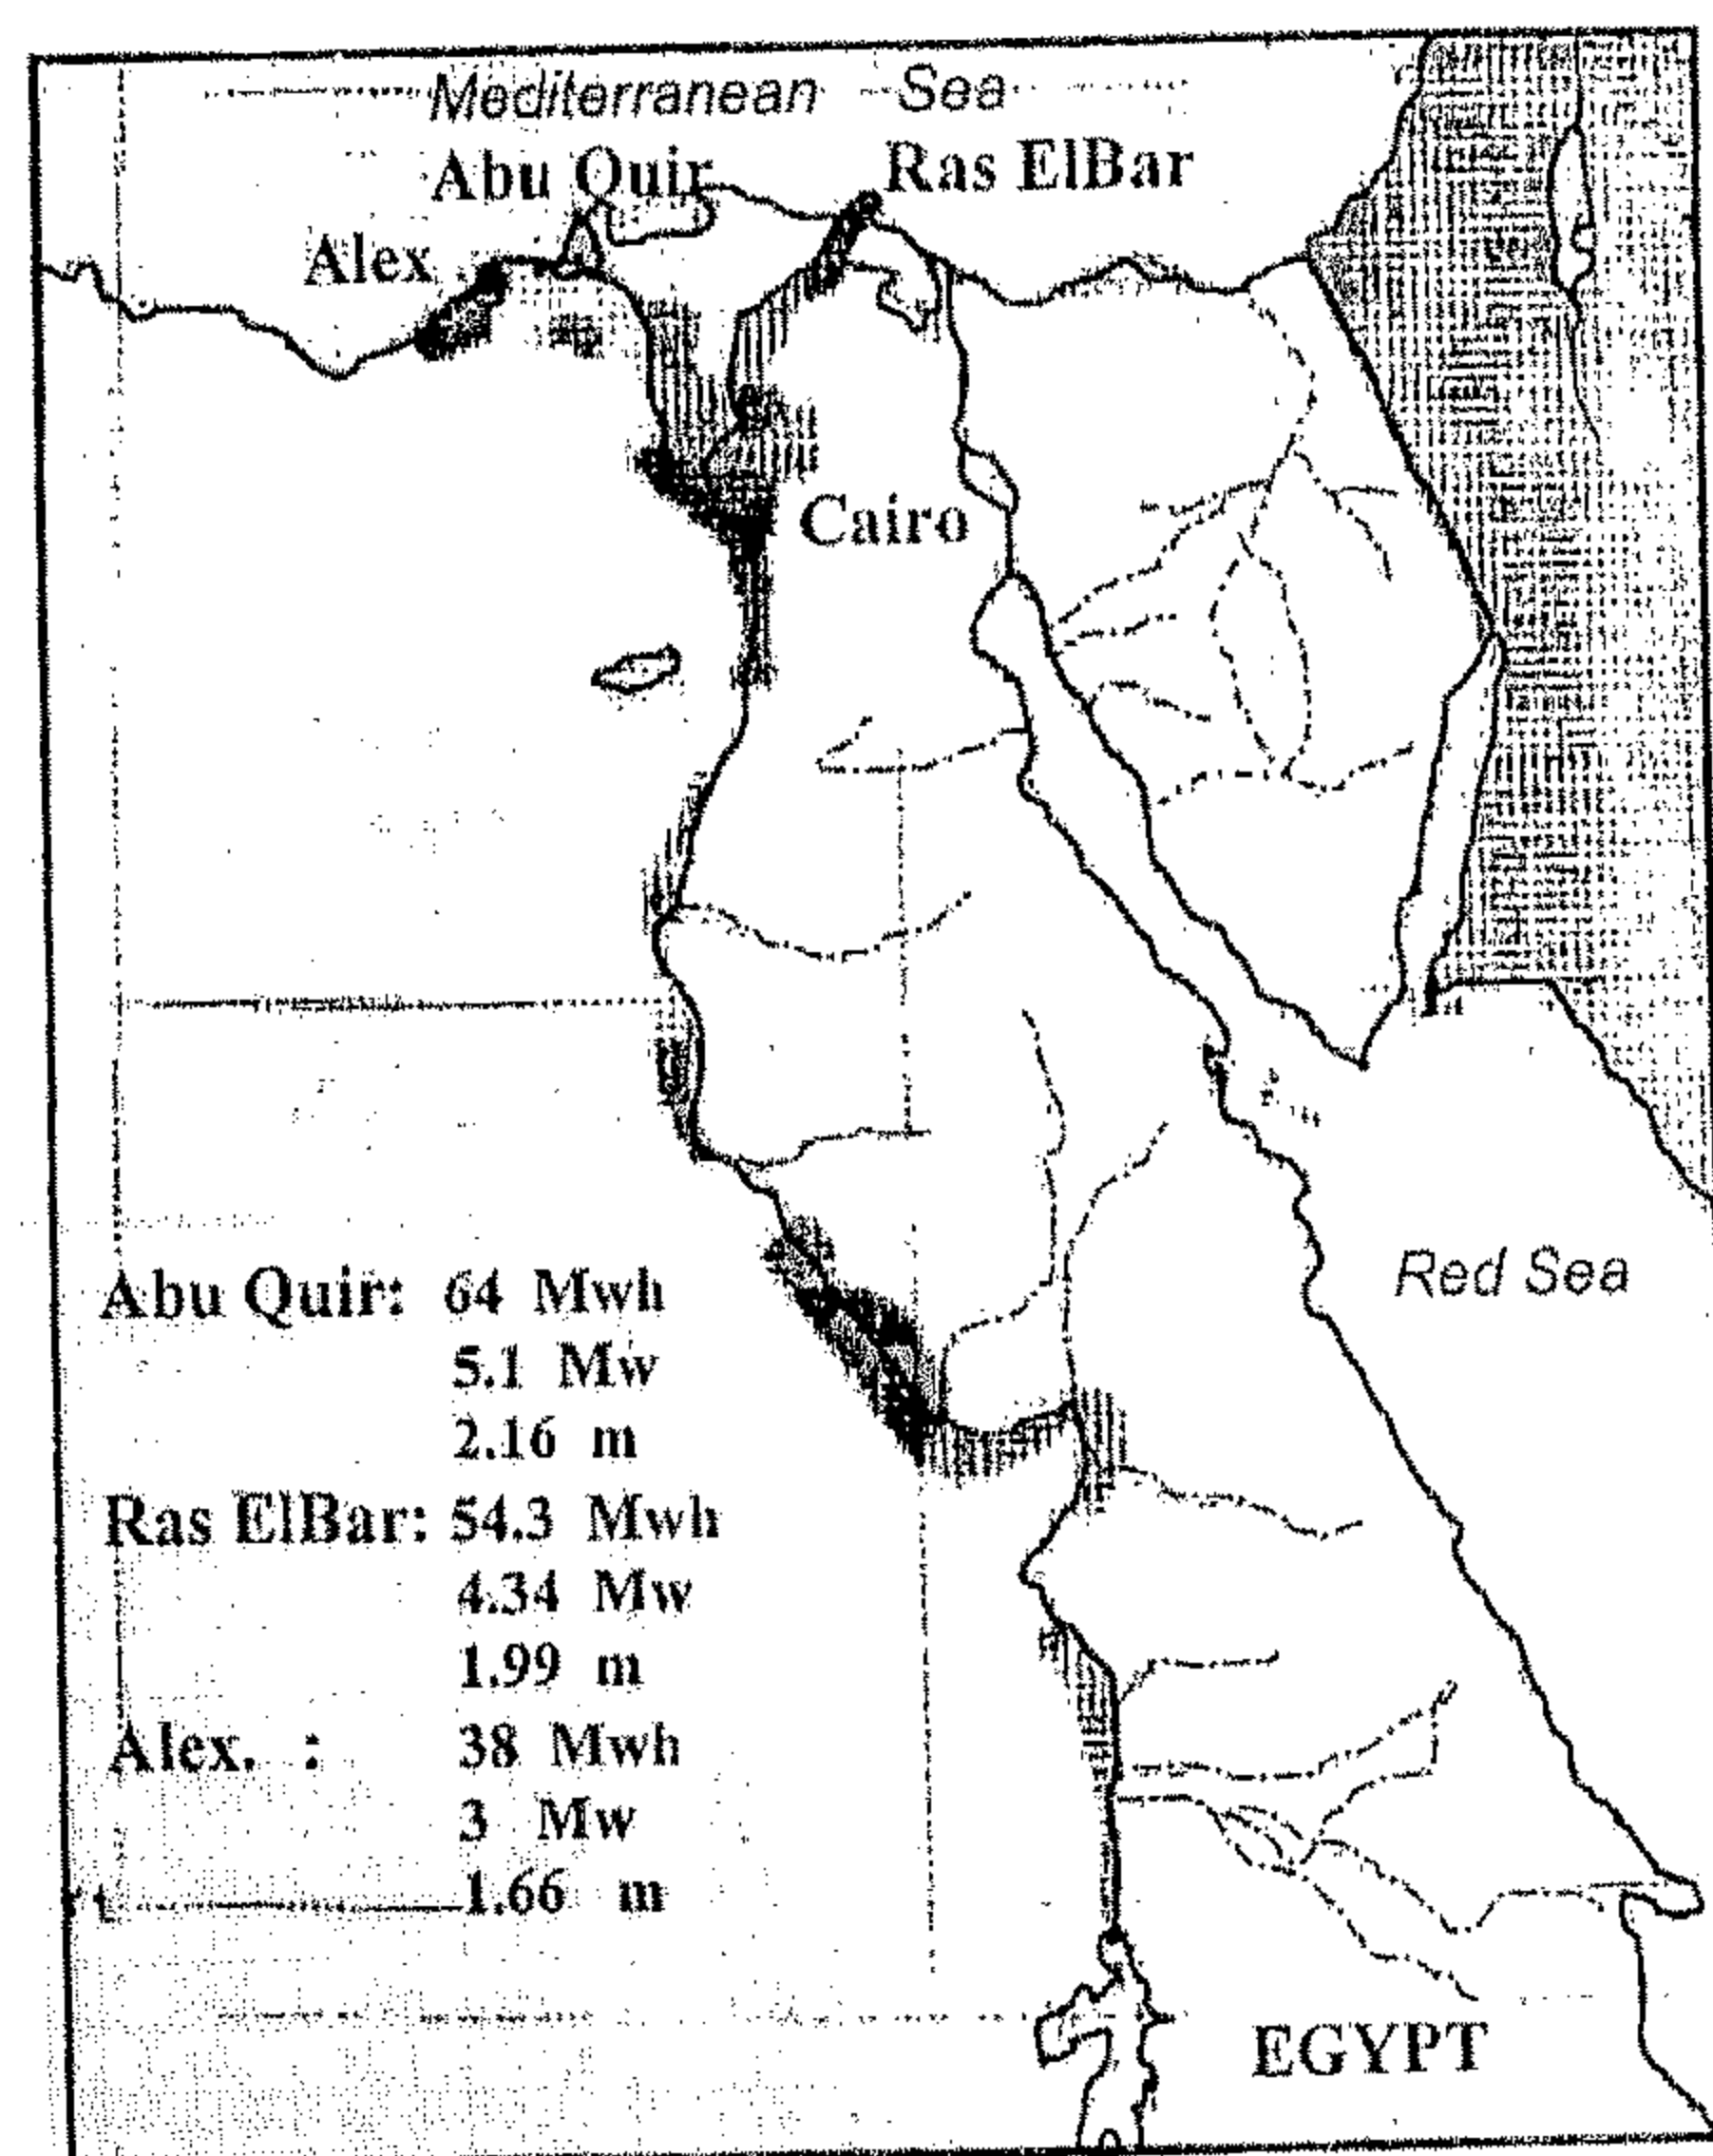 Mediterranean Sea
Abu Quir
Ras ElBar
Alex
Cairo
Red Sea
Abu Quir: 64 Mwh
5.1 Mw
2.16 m
Ras ElBar: 54.3 Mwh
4.34 Mw
1.99 m
Alex. : 38 Mwh
3 Mw
1.66 m
EGYPT